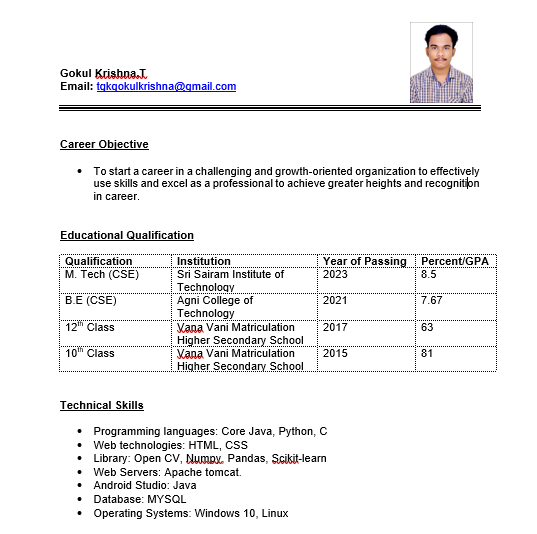 Gokul Krishna.T
Email: tgkgokulkrishna@gmail.com
Career Objective
• To start a career in a challenging and growth-oriented organization to effectively
use skills and excel as a professional to achieve greater heights and recognition
in career.
Educational Qualification
Qualification Institution Year of Passing Percent/GPA
M. Tech (CSE) Sri Sairam Institute of 2023 8.5
Technology
B.E (CSE) Agni College of 2021 7.67
Technology
12th Class Vana Vani Matriculation 2017 63
Higher Secondary School
10th Class Vana Vani Matriculation 2015 81
Higher Secondary School
Technical Skills
• Programming languages: Core Java, Python, C
• Web technologies: HTML, CSS
• Library: Open CV, Numpy, Pandas, Scikit-learn
• Web Servers: Apache tomcat.
• Android Studio: Java
• Database: MYSQL
• Operating Systems: Windows 10, Linux